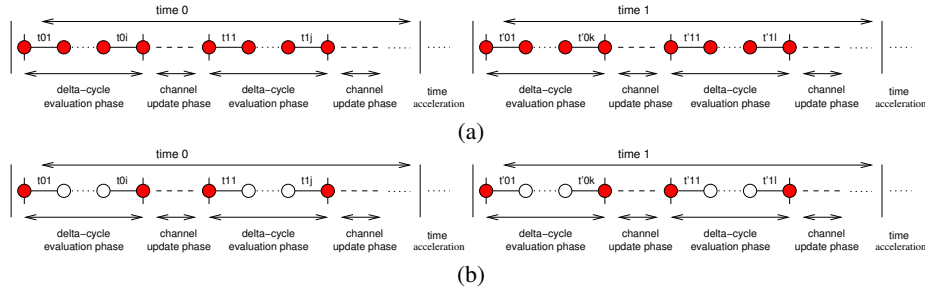 time 0 time 1
t01 t0i t11 t1j t'01 t'0k t'11 t'1l
delta-cycle channel delta-cycle channel time delta-cycle channel delta-cycle channel time
evaluation phase update phase evaluation phase update phase acceleration evaluation phase update phase evaluation phase update phase acceleration
(a)
time 0 time 1
t01 t0i t11 t1j t'01 t'0k t'11 t'1l
delta-cycle channel delta-cycle channel time delta-cycle channel delta-cycle channel time
evaluation phase update phase evaluation phase update phase acceleration evaluation phase update phase evaluation phase update phase acceleration
(b)